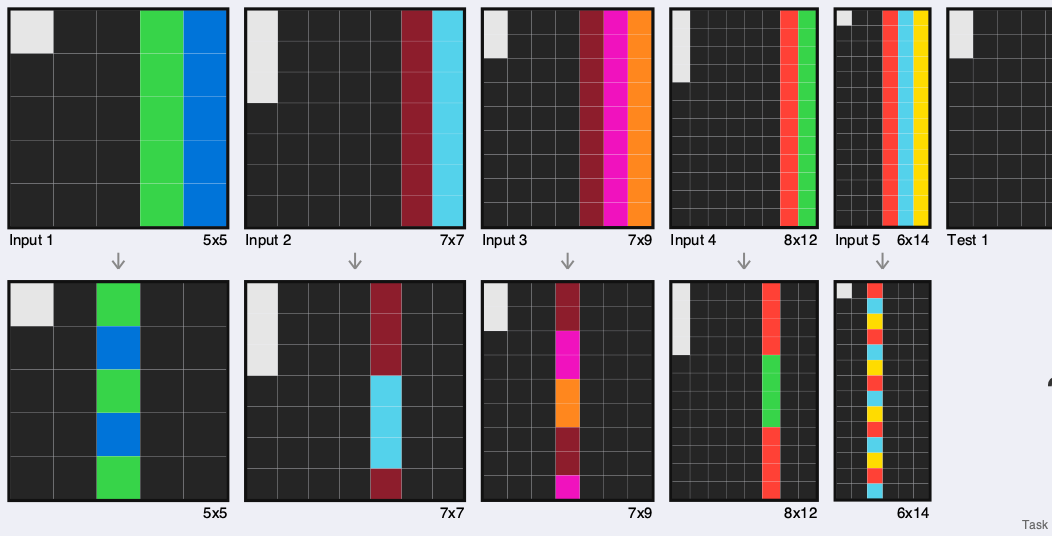 Input 1 5x5
Input 2 7x7
Input 3 7x9
Input 4 8x12
Input 5 6x14
Test 1
5x5
7x7
7x9
8x12
6x14
Task